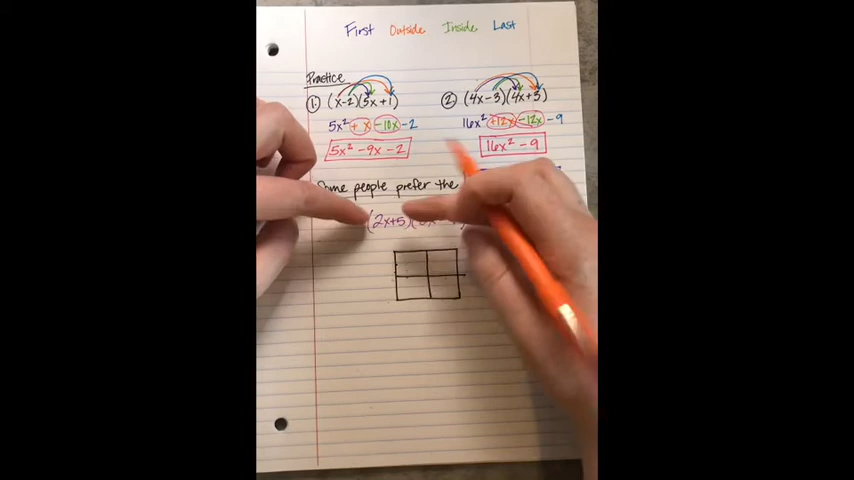 First Outside Inside Last
Practice
1. (x-2)(5x+1)
5x² + x -10x -2
5x² -9x -2
2. (4x-3)(4x+3)
16x² +12x -12x -9
16x² -9
Some people prefer the
(2x+5)(